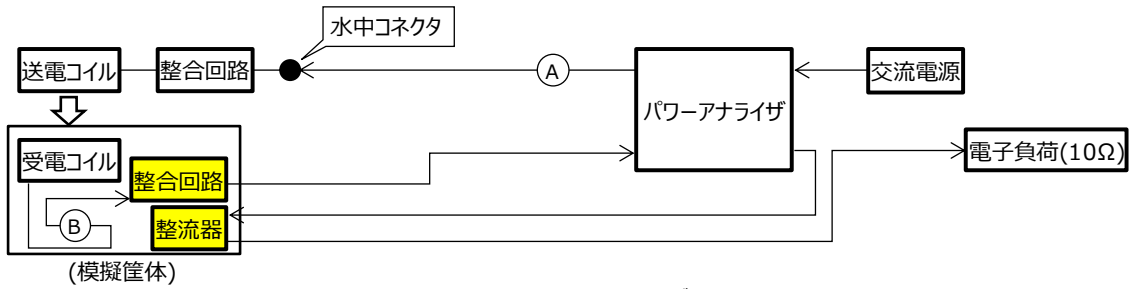 水中コネクタ
送電コイル
整合回路
A
パワーアナライザ
交流電源
電子負荷(10Ω)
受電コイル
整合回路
B
整流器
(模擬筐体)